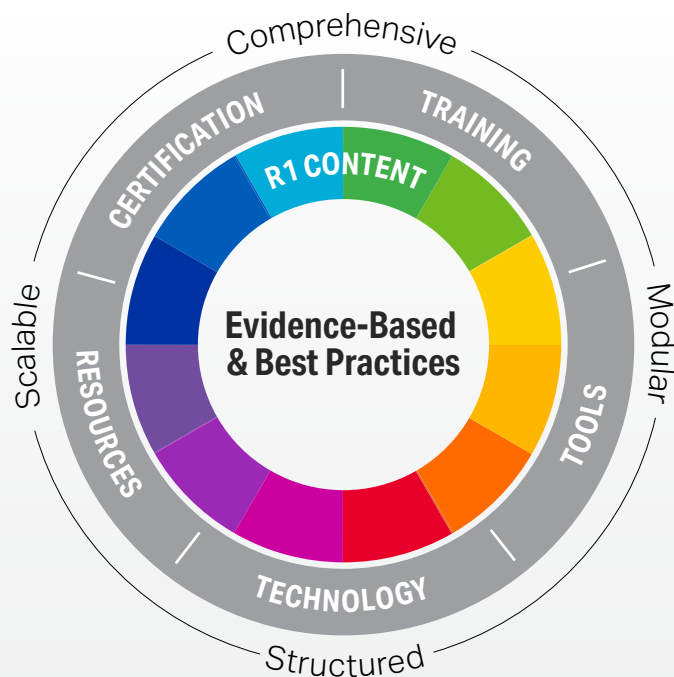 Comprehensive
CERTIFICATION
TRAINING
R1 CONTENT
Scalable
Modular
Evidence-Based
& Best Practices
RESOURCES
TOOLS
TECHNOLOGY
Structured